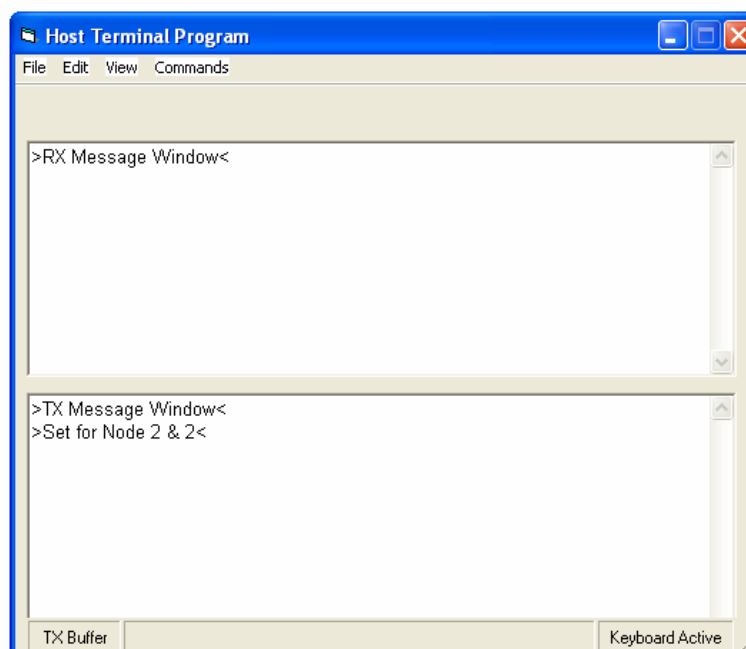 Host Terminal Program
File Edit View Commands
>RX Message Window<
>TX Message Window<
>Set for Node 2 & 2<
TX Buffer Keyboard Active